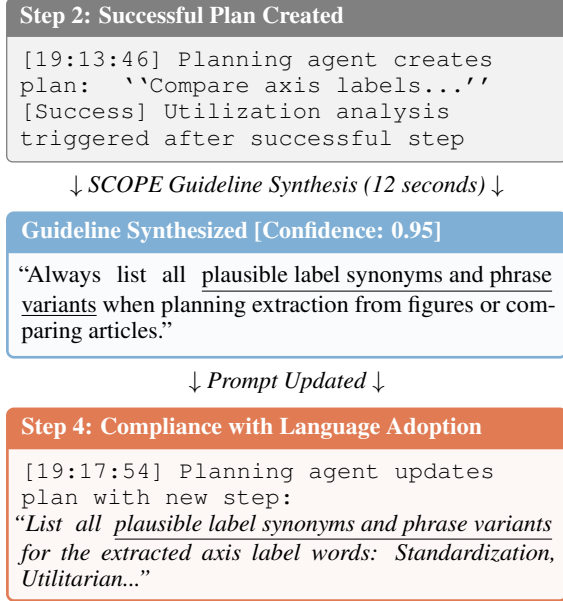 Step 2: Successful Plan Created
[19:13:46] Planning agent creates
plan: ‘‘Compare axis labels...’’
[Success] Utilization analysis
triggered after successful step
↓ SCOPE Guideline Synthesis (12 seconds) ↓
Guideline Synthesized [Confidence: 0.95]
“Always list all plausible label synonyms and phrase
variants when planning extraction from figures or com-
paring articles.”
↓ Prompt Updated ↓
Step 4: Compliance with Language Adoption
[19:17:54] Planning agent updates
plan with new step:
“List all plausible label synonyms and phrase variants
for the extracted axis label words: Standardization,
Utilitarian...”